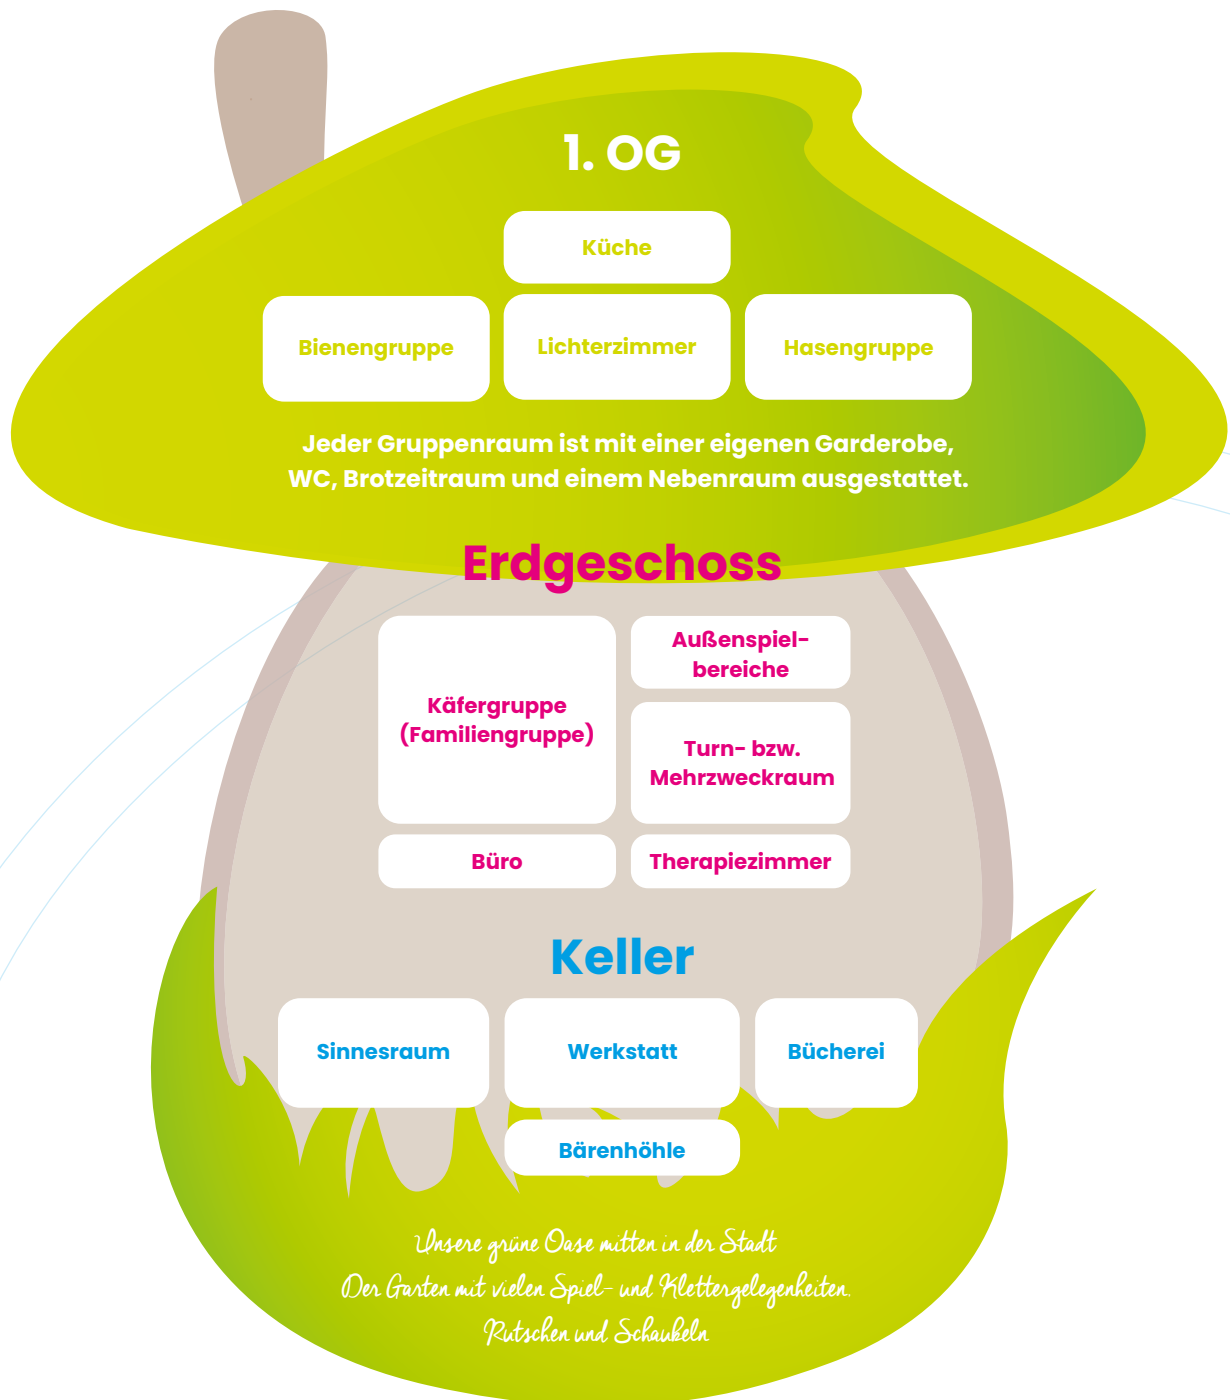 1. OG
Küche
Bienengruppe
Lichterzimmer
Hasengruppe
Jeder Gruppenraum ist mit einer eigenen Garderobe,
WC, Brotzeitraum und einem Nebenraum ausgestattet.
Erdgeschoss
Käfergruppe
(Familiengruppe)
Außenspiel-
bereiche
Turn- bzw.
Mehrzweckraum
Büro
Therapiezimmer
Keller
Sinnesraum
Werkstatt
Bücherei
Bärenhöhle
Unsere grüne Oase mitten in der Stadt
Der Garten mit vielen Spiel- und Klettergelegenheiten.
Rutschen und Schaukeln